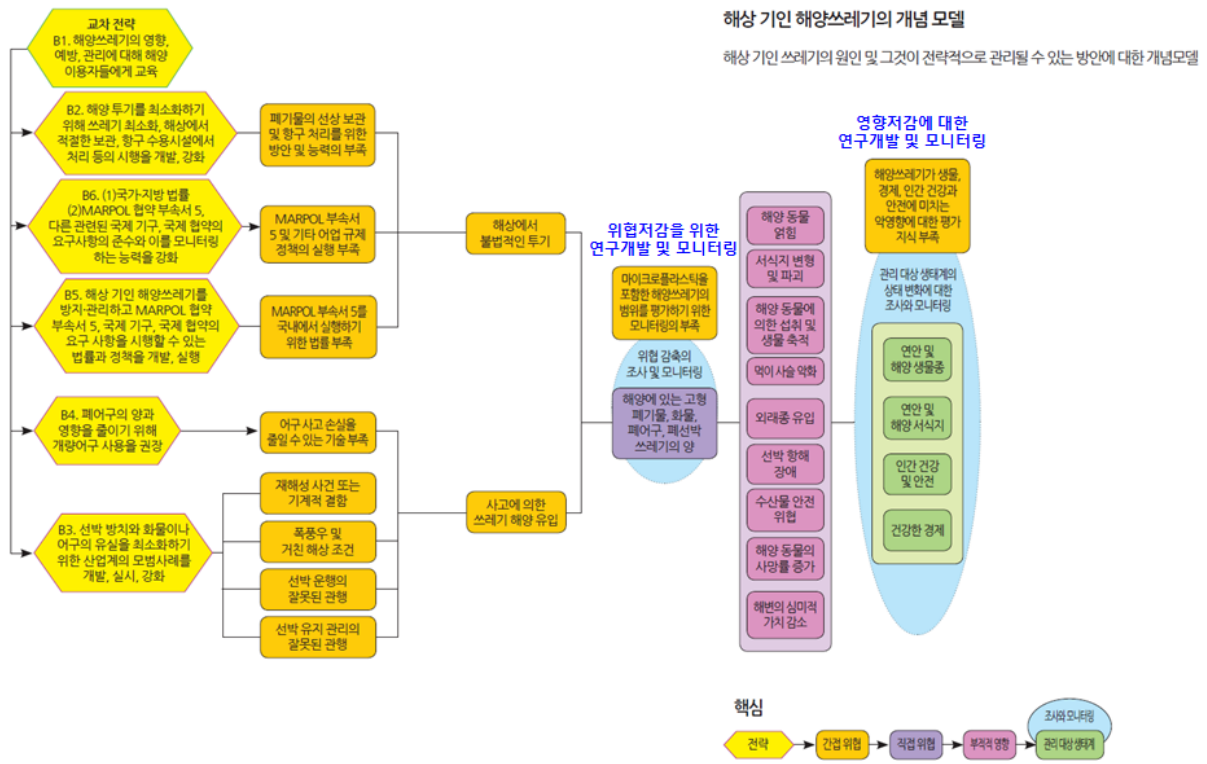 해상 기인 해양쓰레기의 개념 모델
해상 기인 쓰레기의 원인 및 그것이 전략적으로 관리될 수 있는 방안에 대한 개념모델
교차 전략
B1. 해양쓰레기의 영향,
예방, 관리에 대해 해양
이용자들에게 교육
B2. 해양 투기를 최소화하기
위해 쓰레기 최소화, 해상에서
적절한 보관, 항구 수용시설에서
처리 등의 시행을 개발, 강화
B6. (1)국가·지방 법률
(2)MARPOL 협약 부속서 5,
다른 관련된 국제 기구, 국제 협약의
요구사항의 준수와 이를 모니터링
하는 능력을 강화
B5. 해상 기인 해양쓰레기를
방지·관리하고 MARPOL 협약
부속서 5, 국제 기구, 국제 협약의
요구 사항을 시행할 수 있는
법률과 정책을 개발, 실행
B4. 폐어구의 양과
영향을 줄이기 위해
개량어구 사용을 권장
B3. 선박 방치와 화물이나
어구의 유실을 최소화하기
위한 산업계의 모범사례를
개발, 실시, 강화
폐기물의 선상 보관
및 항구 처리를 위한
방안 및 능력의 부족
MARPOL 부속서
5 및 기타 어업 규제
정책의 실행 부족
MARPOL 부속서 5를
국내에서 실행하기
위한 법률 부족
어구 사고 손실을
줄일 수 있는 기술 부족
재해성 사건 또는
기계적 결함
폭풍우 및
거친 해상 조건
선박 운행의
잘못된 관행
선박 유지 관리의
잘못된 관행
해상에서
불법적인 투기
사고에 의한
쓰레기 해양 유입
위협저감을 위한
연구개발 및 모니터링
마이크로플라스틱을
포함한 해양쓰레기의
범위를 평가하기 위한
모니터링의 부족
위협 감축의
조사 및 모니터링
해양에 있는 고형
폐기물, 화물,
폐어구, 폐선박
쓰레기의 양
해양 동물
얽힘
서식지 변형
및 파괴
해양 동물에
의한 섭취 및
생물 축적
먹이 사슬 악화
외래종 유입
선박 항해
장애
수산물 안전
위협
해양 동물의
사망률 증가
해변의 심미적
가치 감소
영향저감에 대한
연구개발 및 모니터링
해양쓰레기가 생물,
경제, 인간 건강과
안전에 미치는
악영향에 대한 평가
지식 부족
관리 대상 생태계의
상태 변화에 대한
조사와 모니터링
연안 및
해양 생물종
연안 및
해양 서식지
인간 건강
및 안전
건강한 경제
핵심
전략
간접 위협
직접 위협
부적적 영향
조사와 모니터링
관리 대상 생태계